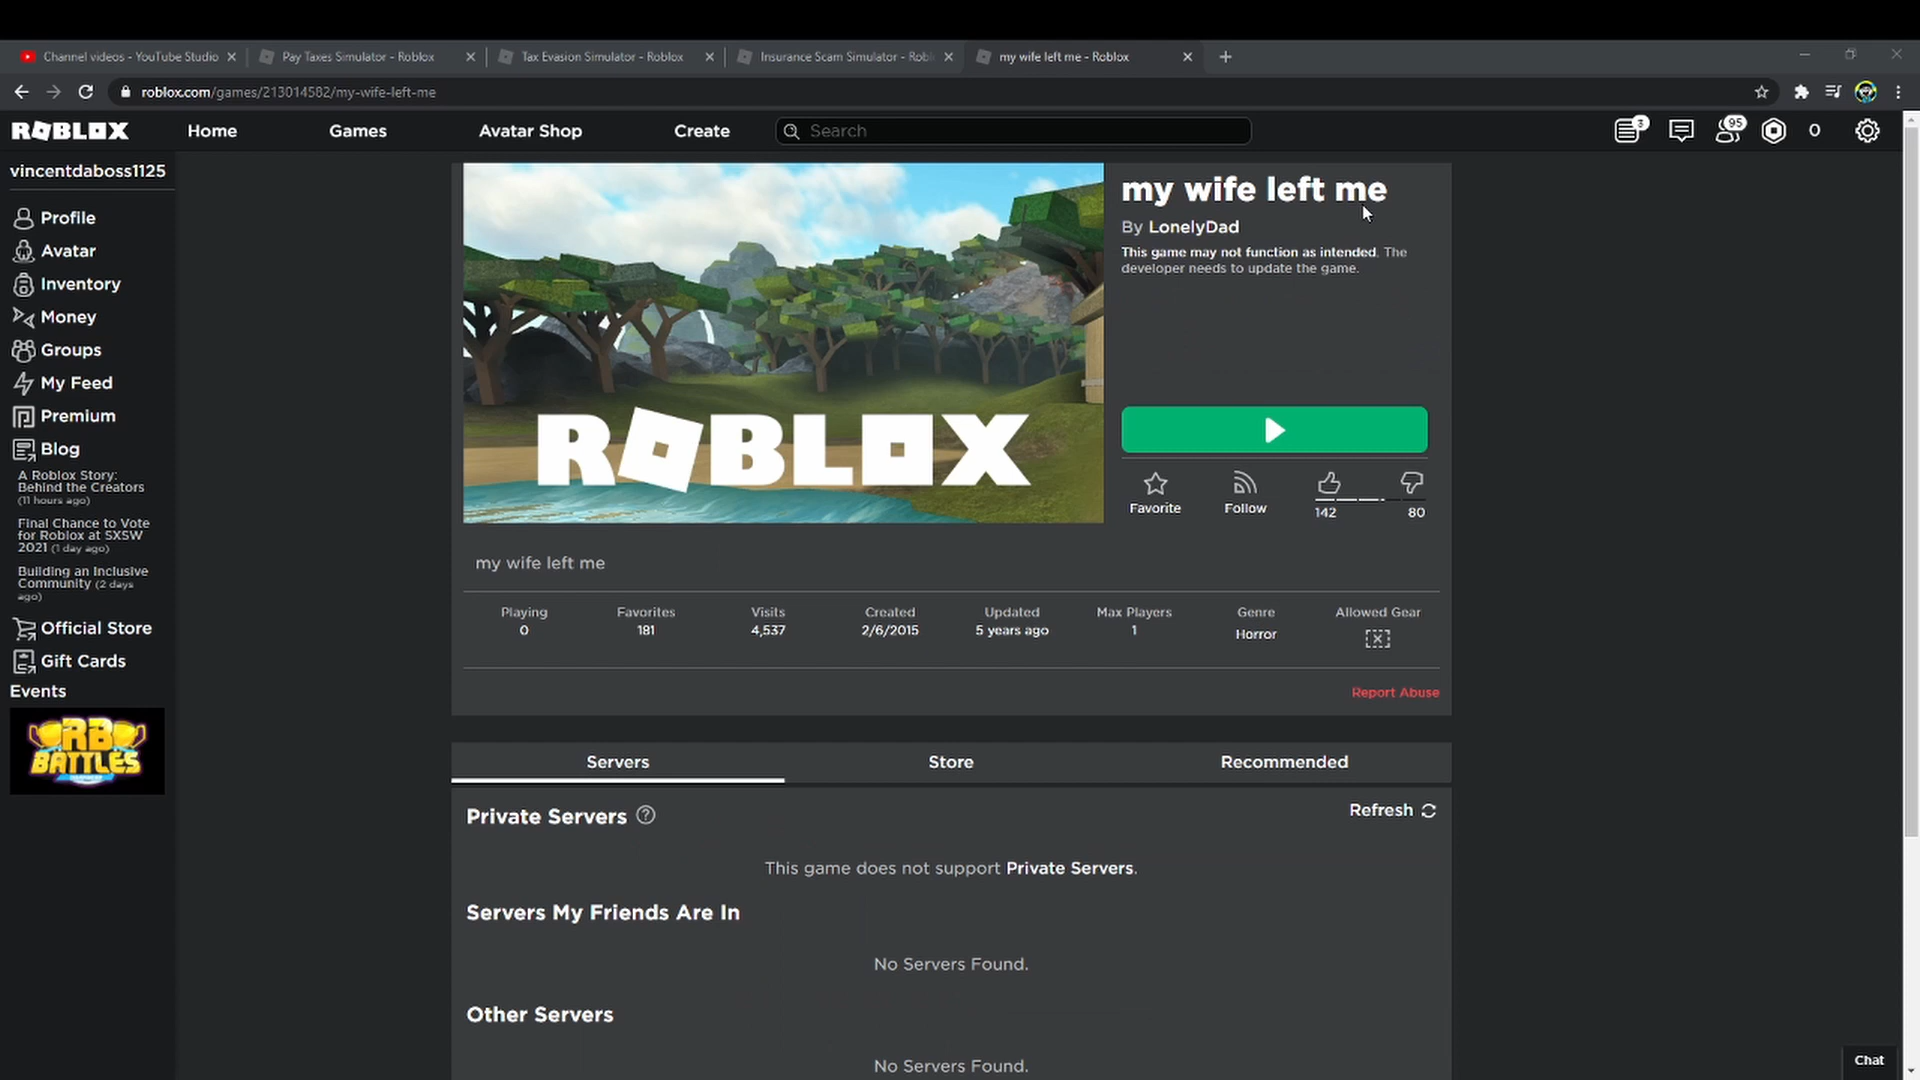 Channel videos - YouTube Studio
Pay Taxes Simulator - Roblox
Tax Evasion Simulator - Roblox
Insurance Scam Simulator - Robl
my wife left me - Roblox
roblox.com/games/213014582/my-wife-left-me
ROBLOX
Home
Games
Avatar Shop
Create
Search
3
95
0
vincentdaboss1125
Profile
Avatar
Inventory
Money
Groups
My Feed
Premium
Blog
A Roblox Story:
Behind the Creators
(11 hours ago)
Final Chance to Vote
for Roblox at SXSW
2021 (1 day ago)
Building an Inclusive
Community (2 days
ago)
Official Store
Gift Cards
Events
RB
BATTLES
ROBLOX
my wife left me
By LonelyDad
This game may not function as intended. The
developer needs to update the game.
Favorite
Follow
142
80
my wife left me
Playing
0
Favorites
181
Visits
4,537
Created
2/6/2015
Updated
5 years ago
Max Players
1
Genre
Horror
Allowed Gear
Report Abuse
Servers
Store
Recommended
Private Servers
Refresh
This game does not support Private Servers.
Servers My Friends Are In
No Servers Found.
Other Servers
No Servers Found.
Chat